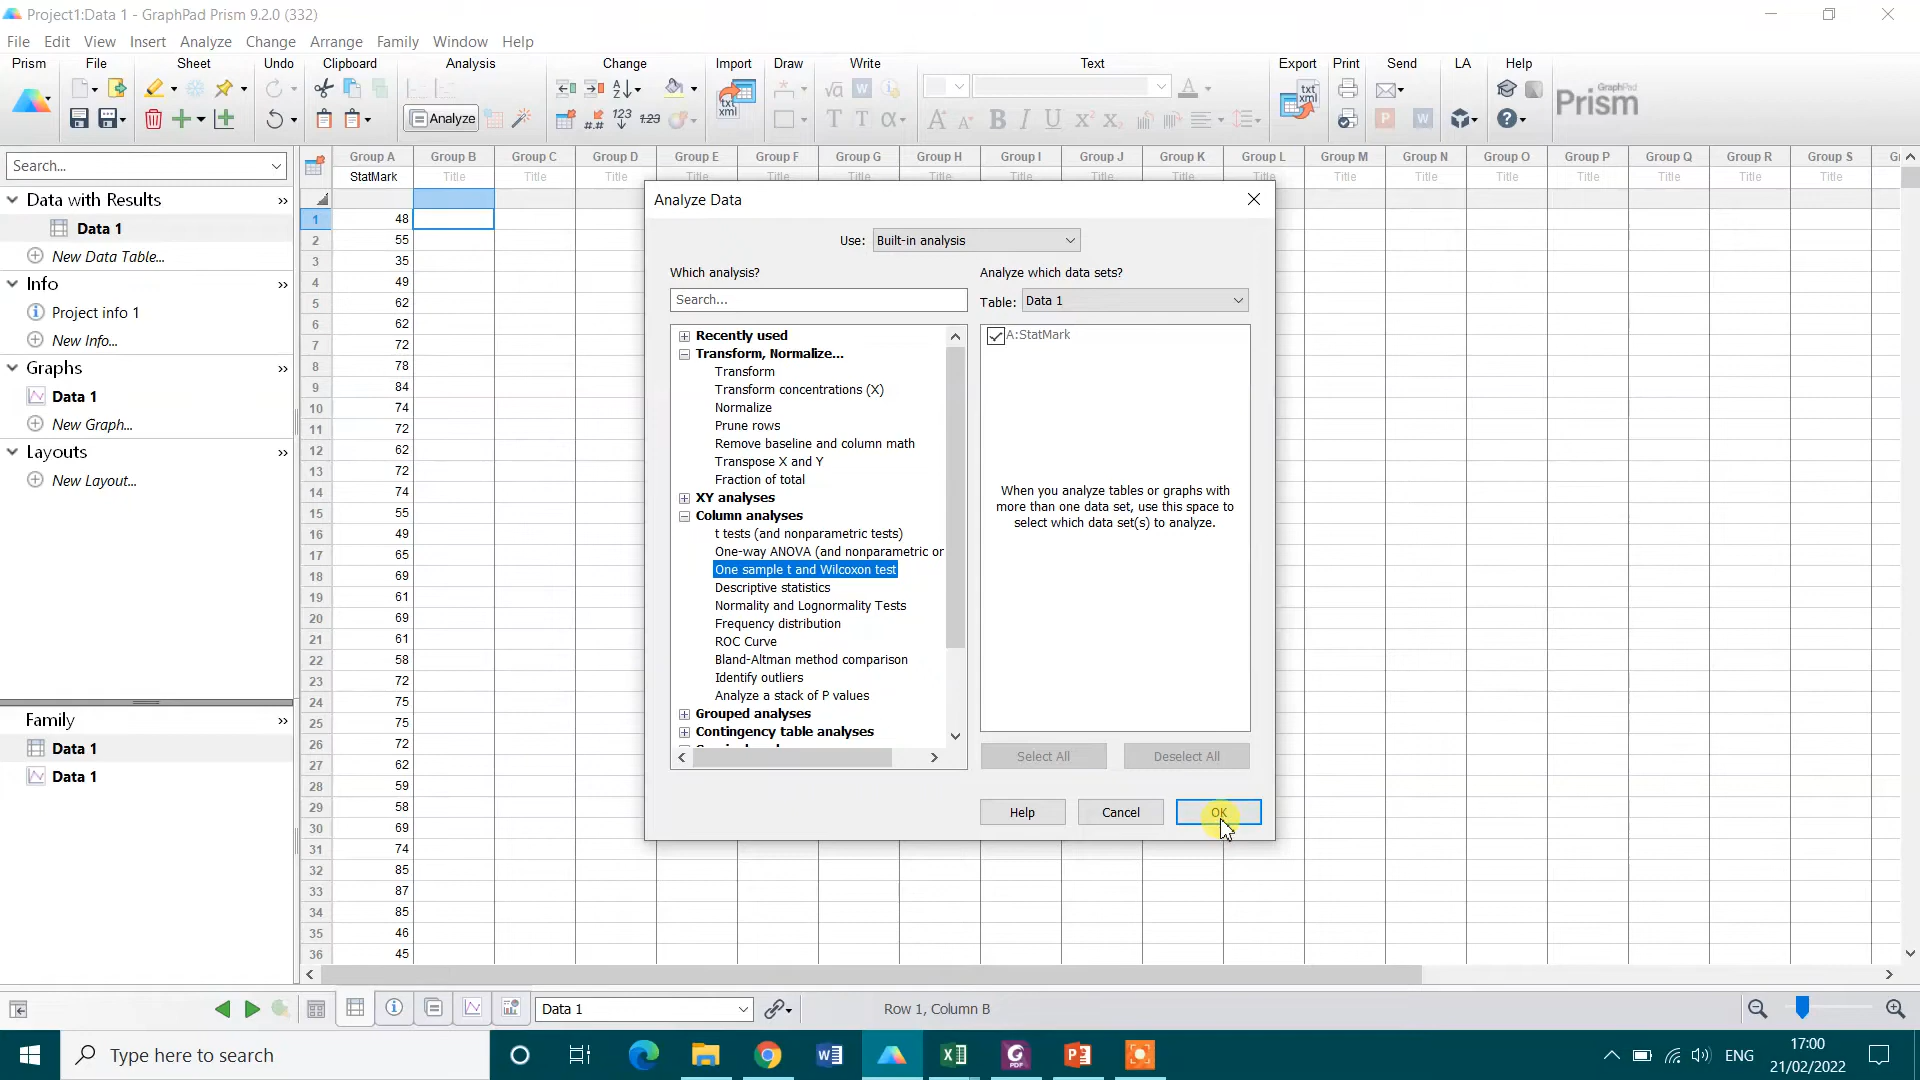 Project1:Data 1 - GraphPad Prism 9.2.0 (332)
File Edit View Insert Analyze Change Arrange Family Window Help
Prism File Sheet Undo Clipboard Analysis Change Import Draw Write Text Export Print Send LA Help
Analyze
GraphPad
Prism
Search...
Data with Results
Data 1
New Data Table...
Info
Project info 1
New Info...
Graphs
Data 1
New Graph...
Layouts
New Layout...
Family
Data 1
Data 1
Group A Group B Group C Group D Group E Group F Group G Group H Group I Group J Group K Group L Group M Group N Group O Group P Group Q Group R Group S
StatMark Title Title Title Title Title Title Title Title Title Title Title Title Title Title Title Title Title Title
1 48
2 55
3 35
4 49
5 62
6 62
7 72
8 78
9 84
10 74
11 72
12 62
13 72
14 74
15 55
16 49
17 65
18 69
19 61
20 69
21 61
22 58
23 72
24 75
25 75
26 72
27 62
28 59
29 58
30 69
31 74
32 85
33 87
34 85
35 46
36 45
Analyze Data
Use: Built-in analysis
Which analysis?
Search...
Recently used
Transform, Normalize...
Transform
Transform concentrations (X)
Normalize
Prune rows
Remove baseline and column math
Transpose X and Y
Fraction of total
XY analyses
Column analyses
t tests (and nonparametric tests)
One-way ANOVA (and nonparametric or
One sample t and Wilcoxon test
Descriptive statistics
Normality and Lognormality Tests
Frequency distribution
ROC Curve
Bland-Altman method comparison
Identify outliers
Analyze a stack of P values
Grouped analyses
Contingency table analyses
Analyze which data sets?
Table: Data 1
A:StatMark
When you analyze tables or graphs with
more than one data set, use this space to
select which data set(s) to analyze.
Select All Deselect All
Help Cancel OK
Data 1
Row 1, Column B
Type here to search
ENG
17:00
21/02/2022